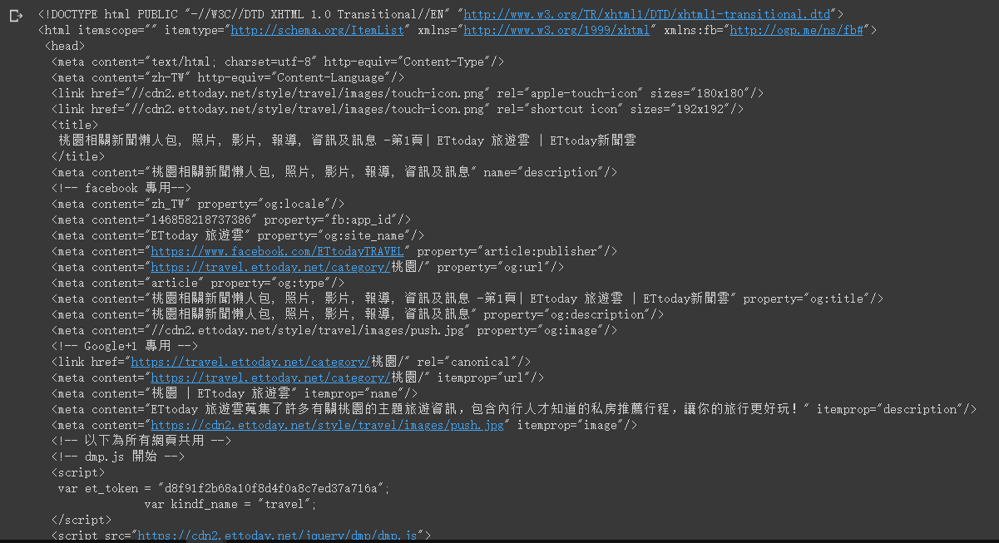 <!DOCTYPE html PUBLIC "-//W3C//DTD XHTML 1.0 Transitional//EN" "http://www.w3.org/TR/xhtml1/DTD/xhtml1-transitional.dtd">
<html itemscope="" itemtype="http://schema.org/ItemList" xmlns="http://www.w3.org/1999/xhtml" xmlns:fb="http://ogp.me/ns/fb#">
<head>
<meta content="text/html; charset=utf-8" http-equiv="Content-Type"/>
<meta content="zh-TW" http-equiv="Content-Language"/>
<link href="//cdn2.ettoday.net/style/travel/images/touch-icon.png" rel="apple-touch-icon" sizes="180x180"/>
<link href="//cdn2.ettoday.net/style/travel/images/touch-icon.png" rel="shortcut icon" sizes="192x192"/>
<title>
桃園相關新聞懶人包, 照片, 影片, 報導, 資訊及訊息 -第1頁| ETtoday 旅遊雲 | ETtoday新聞雲
</title>
<meta content="桃園相關新聞懶人包, 照片, 影片, 報導, 資訊及訊息" name="description"/>
<!-- facebook 專用-->
<meta content="zh_TW" property="og:locale"/>
<meta content="146858218737386" property="fb:app_id"/>
<meta content="ETtoday 旅遊雲" property="og:site_name"/>
<meta content="https://www.facebook.com/ETtodayTRAVEL" property="article:publisher"/>
<meta content="https://travel.ettoday.net/category/桃園/" property="og:url"/>
<meta content="article" property="og:type"/>
<meta content="桃園相關新聞懶人包, 照片, 影片, 報導, 資訊及訊息 -第1頁| ETtoday 旅遊雲 | ETtoday新聞雲" property="og:title"/>
<meta content="桃園相關新聞懶人包, 照片, 影片, 報導, 資訊及訊息" property="og:description"/>
<meta content="//cdn2.ettoday.net/style/travel/images/push.jpg" property="og:image"/>
<!-- Google+1 專用 -->
<link href="https://travel.ettoday.net/category/桃園/" rel="canonical"/>
<meta content="https://travel.ettoday.net/category/桃園/" itemprop="url"/>
<meta content="桃園 | ETtoday 旅遊雲" itemprop="name"/>
<meta content="ETtoday 旅遊雲蒐集了許多有關桃園的主題旅遊資訊，包含內行人才知道的私房推薦行程，讓你的旅行更好玩！" itemprop="description"/>
<meta content="https://cdn2.ettoday.net/style/travel/images/push.jpg" itemprop="image"/>
<!-- 以下為所有網頁共用 -->
<!-- dmp.js 開始 -->
<script>
var et_token = "d8f91f2b68a10f8d4f0a8c7ed37a716a";
var kindf_name = "travel";
</script>
<script src="https://cdn2.ettoday.net/jquery/dmp/dmp.js">